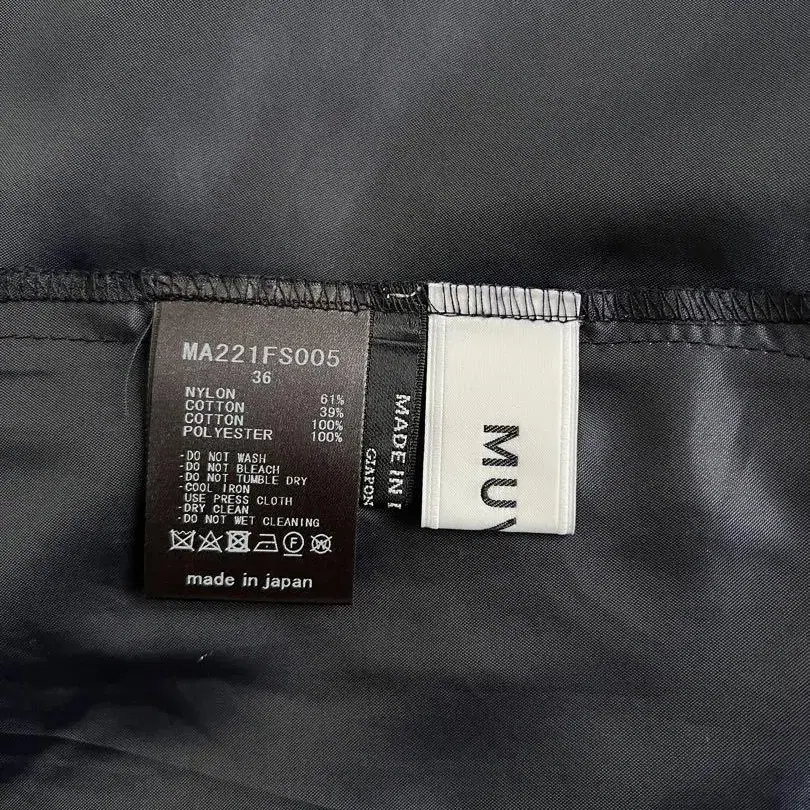 MA221FS005
36
NYLON 61%
COTTON 39%
COTTON 100%
POLYESTER 100%
-DO NOT WASH
-DO NOT BLEACH
-DO NOT TUMBLE DRY
-COOL IRON
USE PRESS CLOTH
-DRY CLEAN
-DO NOT WET CLEANING
F W
made in japan
MADE IN
GIAPON
MU